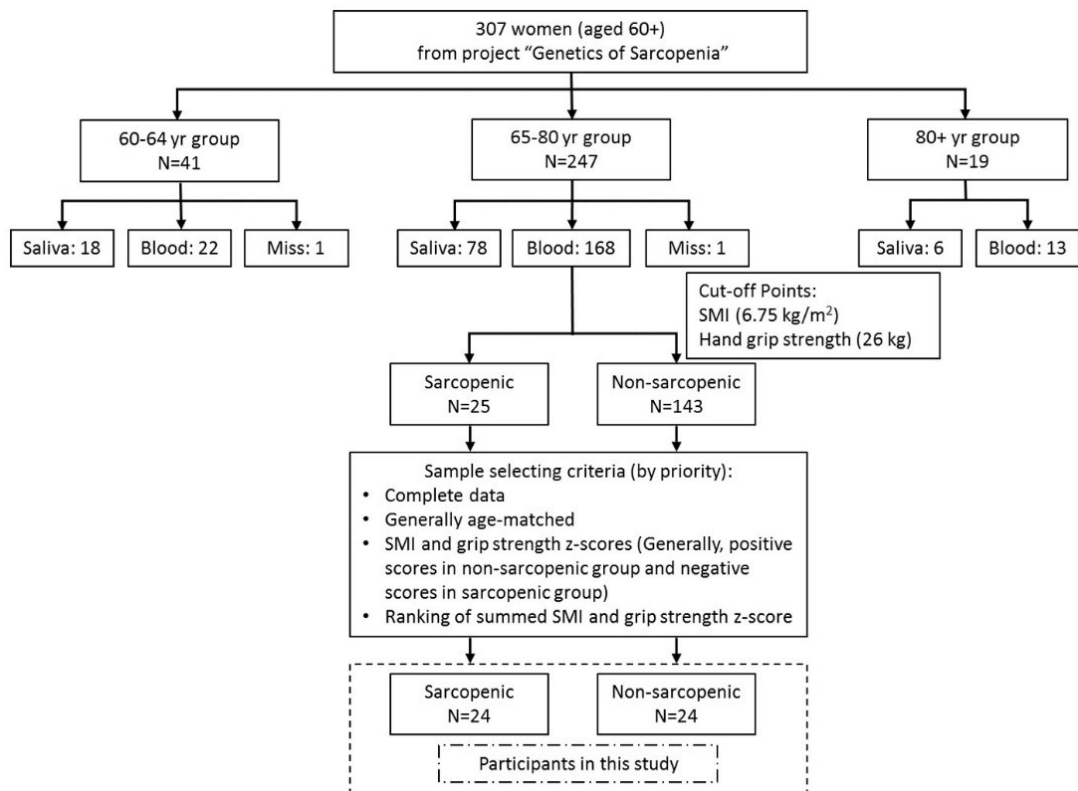 307 women (aged 60+)
from project “Genetics of Sarcopenia”
60-64 yr group
N=41
65-80 yr group
N=247
80+ yr group
N=19
Saliva: 18
Blood: 22
Miss: 1
Saliva: 78
Blood: 168
Miss: 1
Saliva: 6
Blood: 13
Cut-off Points:
SMI (6.75 kg/m²)
Hand grip strength (26 kg)
Sarcopenic
N=25
Non-sarcopenic
N=143
Sample selecting criteria (by priority):
• Complete data
• Generally age-matched
• SMI and grip strength z-scores (Generally, positive
scores in non-sarcopenic group and negative
scores in sarcopenic group)
• Ranking of summed SMI and grip strength z-score
Sarcopenic
N=24
Non-sarcopenic
N=24
Participants in this study